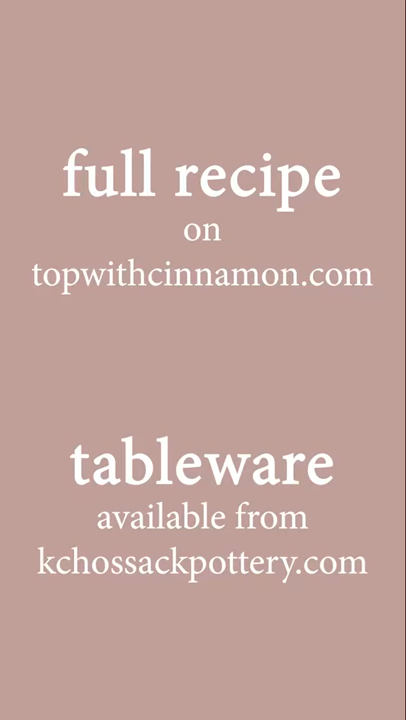 full recipe
on
topwithcinnamon.com
tableware
available from
kchossackpottery.com